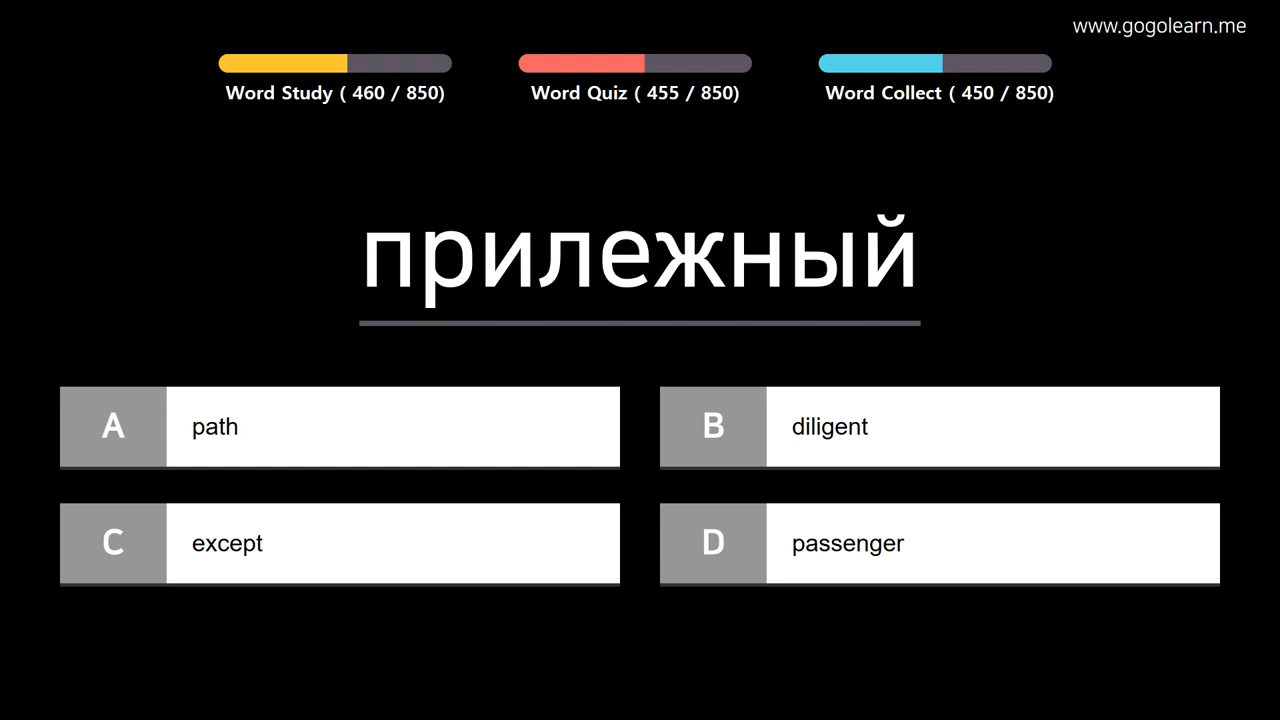 www.gogolearn.me
Word Study ( 460 / 850)
Word Quiz ( 455 / 850)
Word Collect ( 450 / 850)
прилежный
A path
B diligent
C except
D passenger